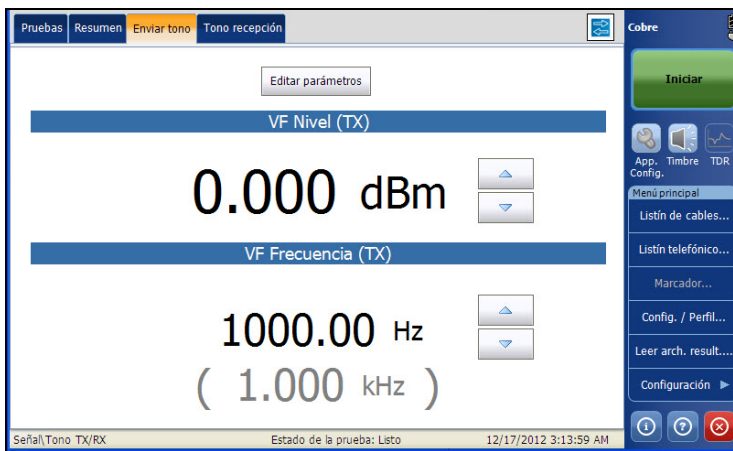 Pruebas Resumen Enviar tono Tono recepción
Editar parámetros
VF Nivel (TX)
0.000 dBm
VF Frecuencia (TX)
1000.00 Hz
( 1.000 kHz )
Señal\Tono TX/RX Estado de la prueba: Listo 12/17/2012 3:13:59 AM
Cobre
Iniciar
App. Config. Timbre TDR
Menú principal
Listín de cables...
Listín telefónico...
Marcador...
Config. / Perfil...
Leer arch. result....
Configuración